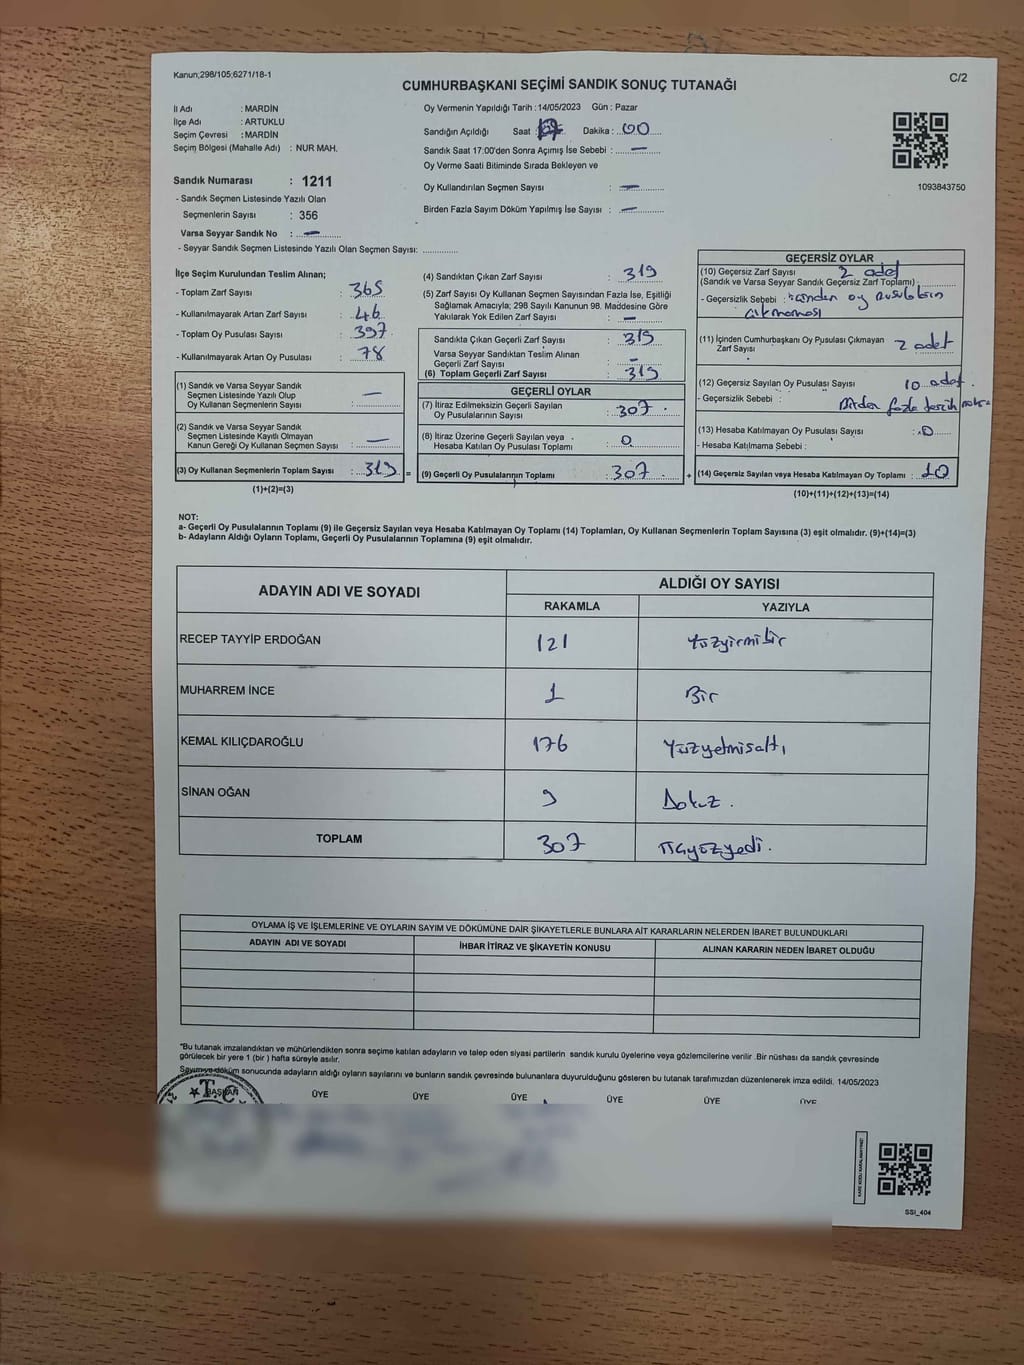 Kanun;298/105;6271/18-1
C/2
CUMHURBAŞKANI SEÇİMİ SANDIK SONUÇ TUTANAĞI
İl Adı : MARDİN
İlçe Adı : ARTUKLU
Seçim Çevresi : MARDİN
Seçim Bölgesi (Mahalle Adı) : NUR MAH.
Oy Vermenin Yapıldığı Tarih : 14/05/2023 Gün : Pazar
Sandığın Açıldığı Saat : Dakika : 00
Sandık Saat 17:00'den Sonra Açımış İse Sebebi : —
Oy Verme Saati Bitiminde Sırada Bekleyen ve
Oy Kullandırılan Seçmen Sayısı : —
Birden Fazla Sayım Döküm Yapılmış İse Sayısı : —
1093843750
Sandık Numarası : 1211
- Sandık Seçmen Listesinde Yazılı Olan
Seçmenlerin Sayısı : 356
Varsa Seyyar Sandık No : —
- Seyyar Sandık Seçmen Listesinde Yazılı Olan Seçmen Sayısı:
İlçe Seçim Kurulundan Teslim Alınan;
- Toplam Zarf Sayısı : 365
- Kullanılmayarak Artan Zarf Sayısı : 46
- Toplam Oy Pusulası Sayısı : 397
- Kullanılmayarak Artan Oy Pusulası : 78
(1) Sandık ve Varsa Seyyar Sandık
Seçmen Listesinde Yazılı Olup
Oy Kullanan Seçmenlerin Sayısı : —
(2) Sandık ve Varsa Seyyar Sandık
Seçmen Listesinde Kayıtlı Olmayan
Kanun Gereği Oy Kullanan Seçmen Sayısı : —
(3) Oy Kullanan Seçmenlerin Toplam Sayısı : 319 =
(1)+(2)=(3)
(4) Sandıktan Çıkan Zarf Sayısı : 319
(5) Zarf Sayısı Oy Kullanan Seçmen Sayısından Fazla İse, Eşitliği
Sağlamak Amacıyla; 298 Sayılı Kanunun 98. Maddesine Göre
Yakılarak Yok Edilen Zarf Sayısı : —
Sandıkta Çıkan Geçerli Zarf Sayısı : 319
Varsa Seyyar Sandıktan Teslim Alınan
Geçerli Zarf Sayısı : —
(6) Toplam Geçerli Zarf Sayısı : 319
GEÇERLİ OYLAR
(7) İtiraz Edilmeksizin Geçerli Sayılan
Oy Pusulalarının Sayısı : 307
(8) İtiraz Üzerine Geçerli Sayılan veya
Hesaba Katılan Oy Pusulası Toplamı : 0
(9) Geçerli Oy Pusulalarının Toplamı : 307 +
GEÇERSİZ OYLAR
(10) Geçersiz Zarf Sayısı 2 adet
(Sandık ve Varsa Seyyar Sandık Geçersiz Zarf Toplamı) :
- Geçersizlik Sebebi : içinden oy pusulaları
çıkmaması
(11) İçinden Cumhurbaşkanı Oy Pusulası Çıkmayan
Zarf Sayısı 2 adet
(12) Geçersiz Sayılan Oy Pusulası Sayısı 10 adet
- Geçersizlik Sebebi : Birden fazla tercih
(13) Hesaba Katılmayan Oy Pusulası Sayısı : 0
- Hesaba Katılmama Sebebi :
(14) Geçersiz Sayılan veya Hesaba Katılmayan Oy Toplamı : 10
(10)+(11)+(12)+(13)=(14)
NOT:
a- Geçerli Oy Pusulalarının Toplamı (9) ile Geçersiz Sayılan veya Hesaba Katılmayan Oy Toplamı (14) Toplamları, Oy Kullanan Seçmenlerin Toplam Sayısına (3) eşit olmalıdır. (9)+(14)=(3)
b- Adayların Aldığı Oyların Toplamı, Geçerli Oy Pusulalarının Toplamına (9) eşit olmalıdır.
ADAYIN ADI VE SOYADI ALDIĞI OY SAYISI
RAKAMLA YAZIYLA
RECEP TAYYİP ERDOĞAN 121 yüzyirmibir
MUHARREM İNCE 1 Bir
KEMAL KILIÇDAROĞLU 176 Yüzyetmisaltı
SİNAN OĞAN 9 Dokuz.
TOPLAM 307 üçyüzyedi.
OYLAMA İŞ VE İŞLEMLERİNE VE OYLARIN SAYIM VE DÖKÜMÜNE DAİR ŞİKAYETLERLE BUNLARA AİT KARARLARIN NELERDEN İBARET BULUNDUKLARI
ADAYIN ADI VE SOYADI İHBAR İTİRAZ VE ŞİKAYETİN KONUSU ALINAN KARARIN NEDEN İBARET OLDUĞU
*Bu tutanak imzalandıktan ve mühürlendikten sonra seçime katılan adayların ve talep eden siyasi partilerin sandık kurulu üyelerine veya gözlemcilerine verilir .Bir nüshası da sandık çevresinde
görülecek bir yere 1 (bir ) hafta süreyle asılır.
Sayım ve döküm sonucunda adayların aldığı oyların sayılarını ve bunların sandık çevresinde bulunanlara duyurulduğunu gösteren bu tutanak tarafımızdan düzenlenerek imza edildi. 14/05/2023
T.C.
BAŞKAN ÜYE ÜYE ÜYE ÜYE ÜYE ÜYE
SSİ_404